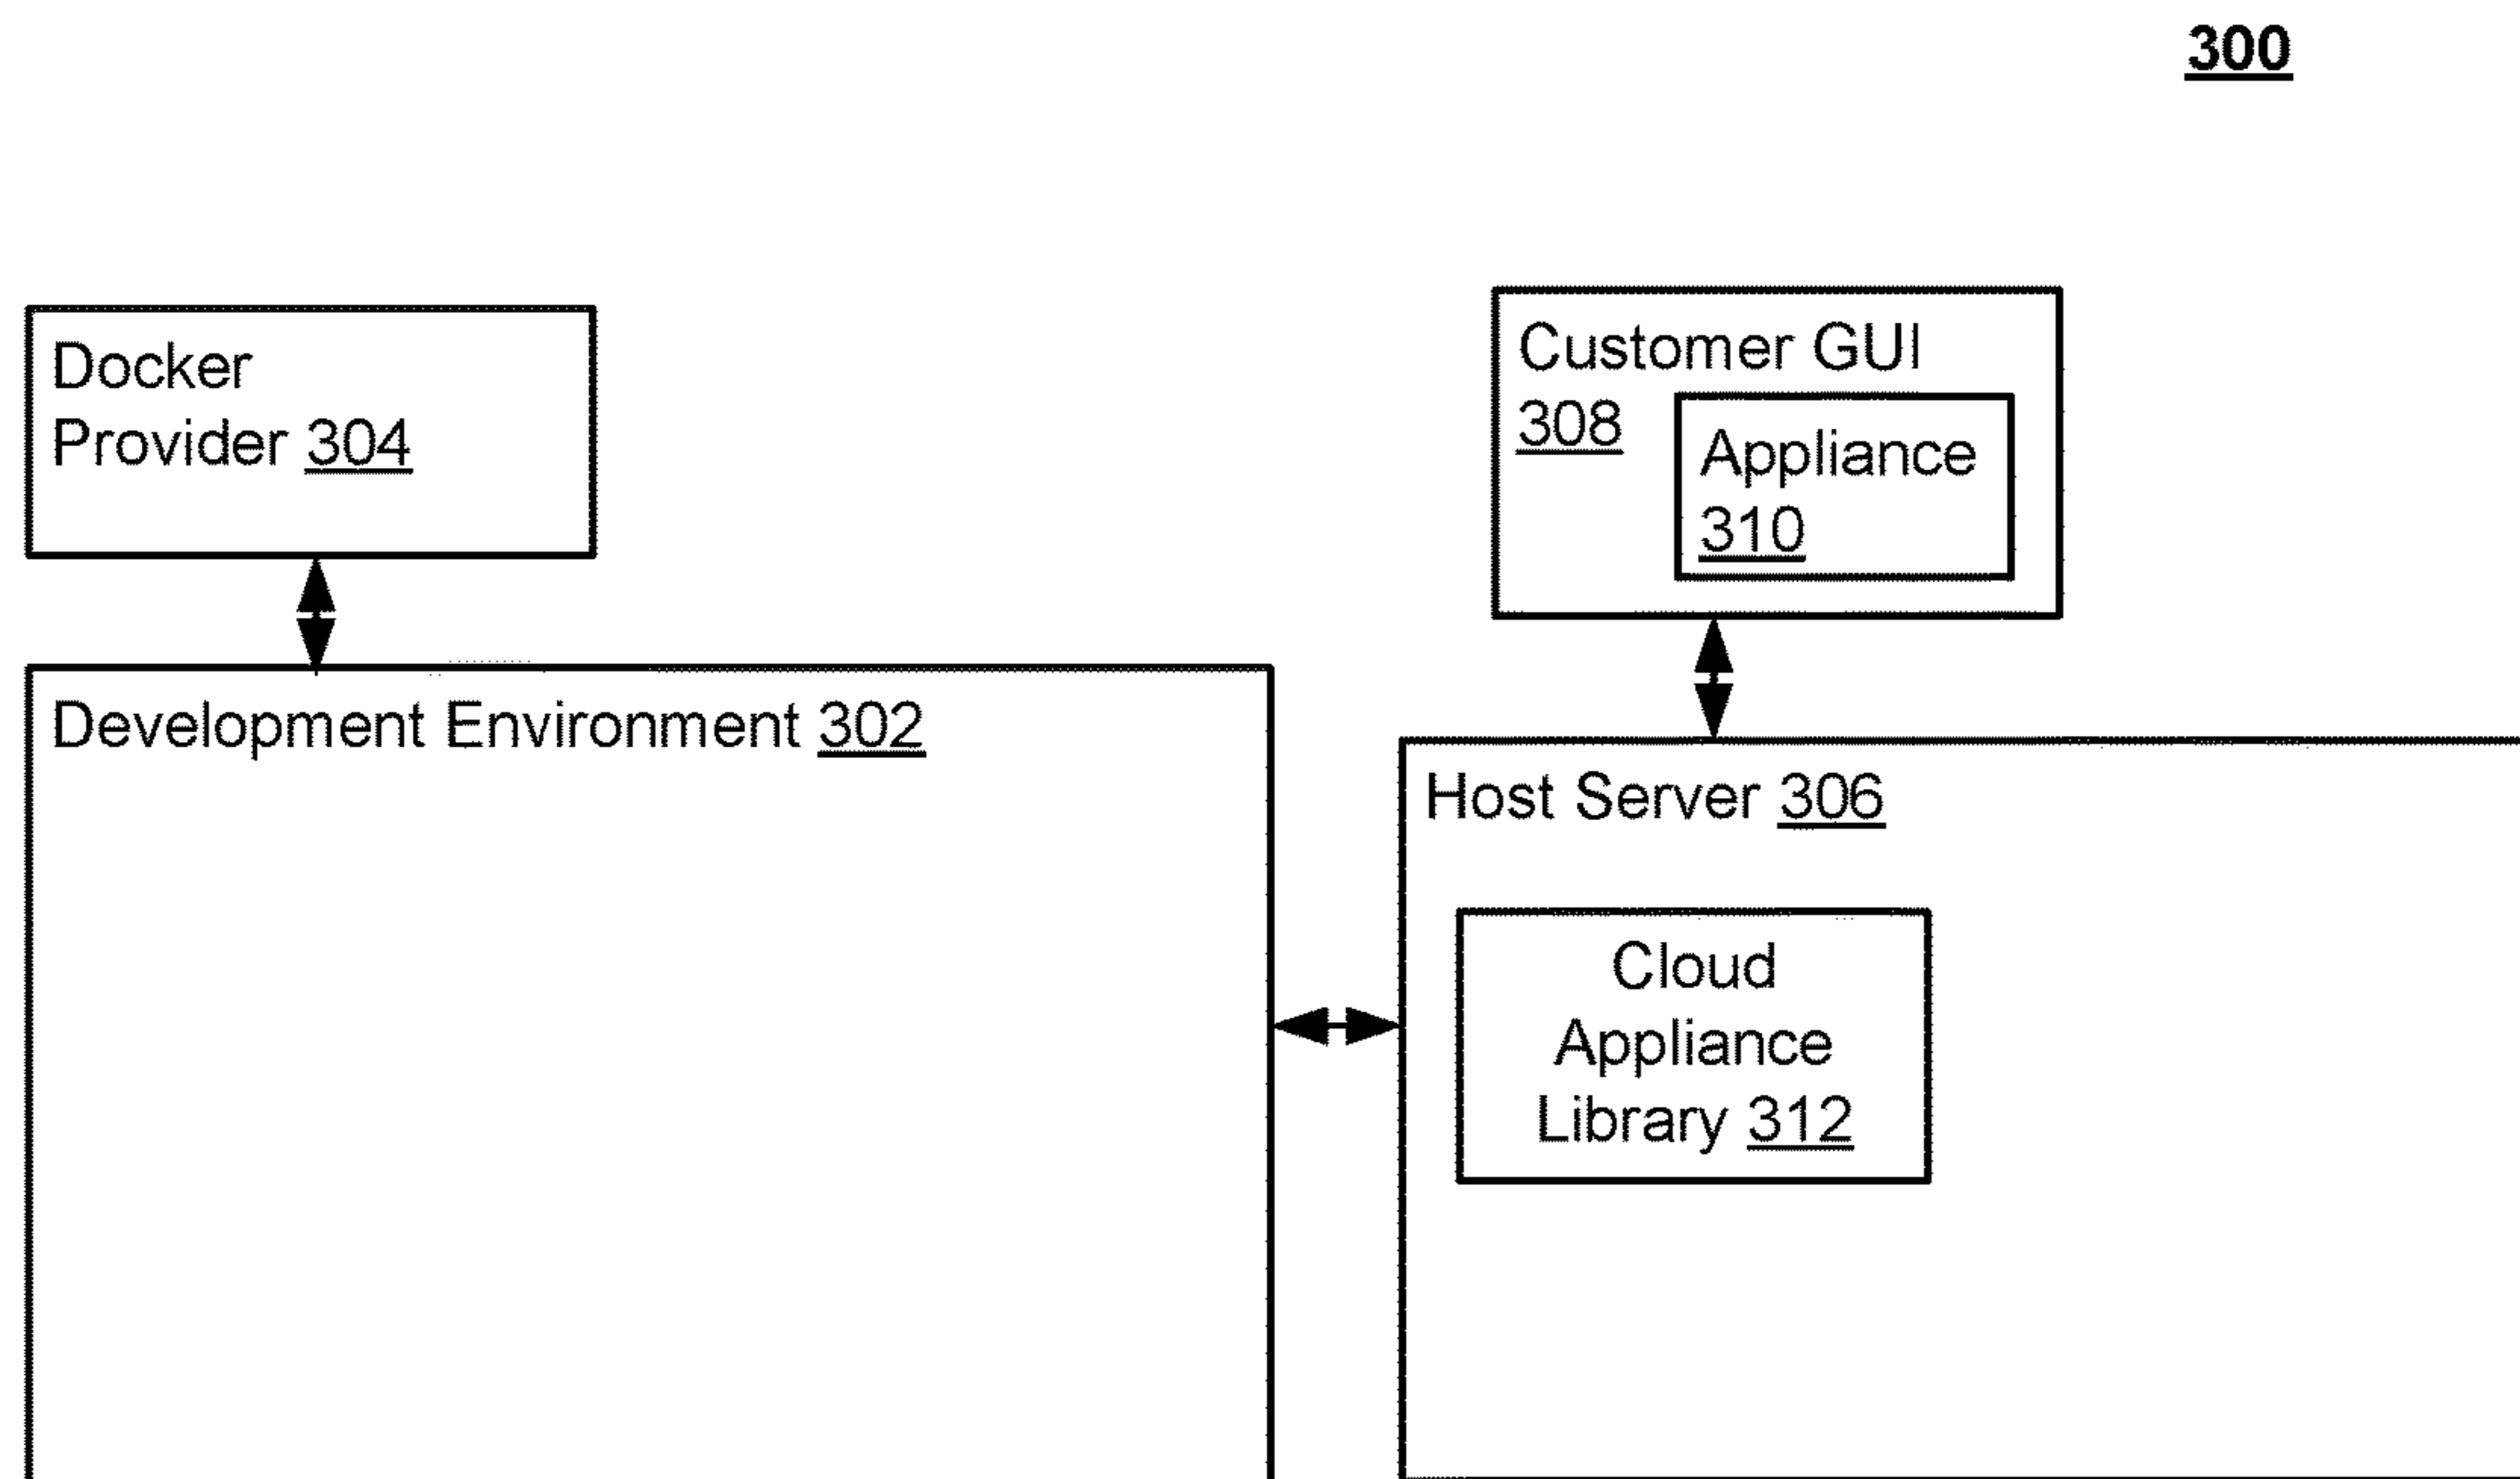 300
Docker
Provider 304
Customer GUI
308
Appliance
310
Development Environment 302
Host Server 306
Cloud
Appliance
Library 312